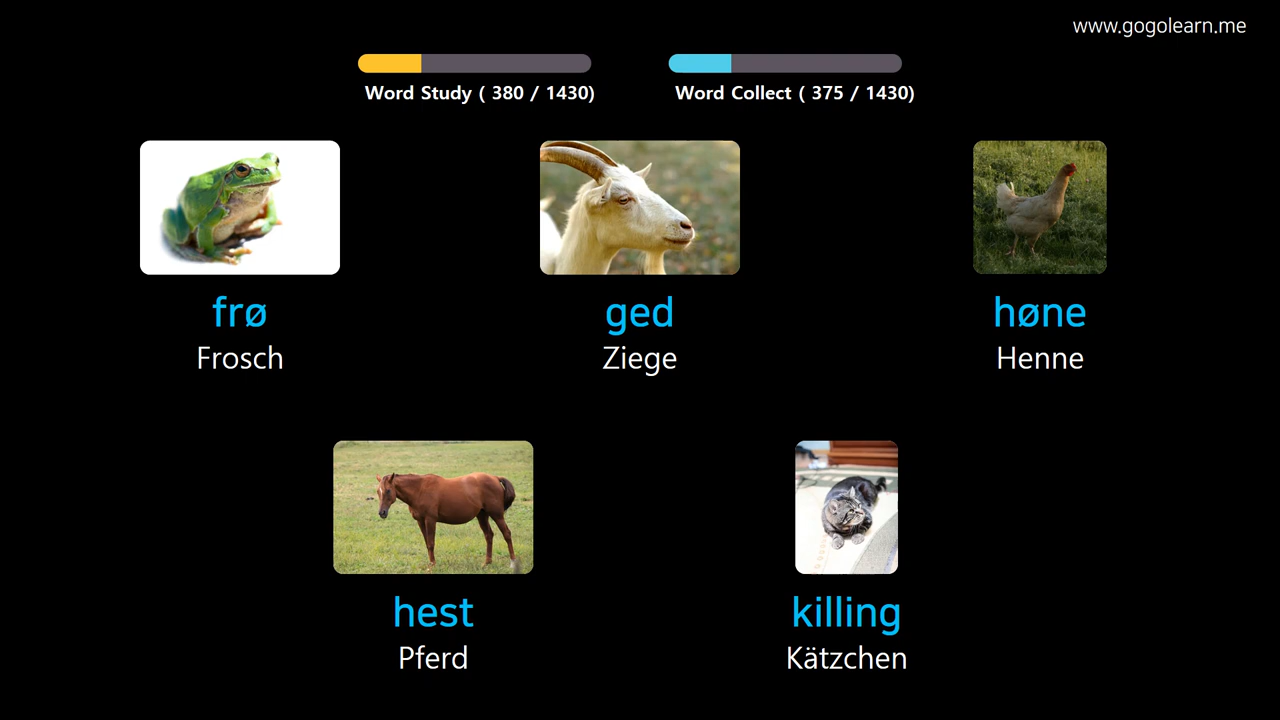 www.gogolearn.me
Word Study ( 380 / 1430)
Word Collect ( 375 / 1430)
frø
Frosch
ged
Ziege
høne
Henne
hest
Pferd
killing
Kätzchen